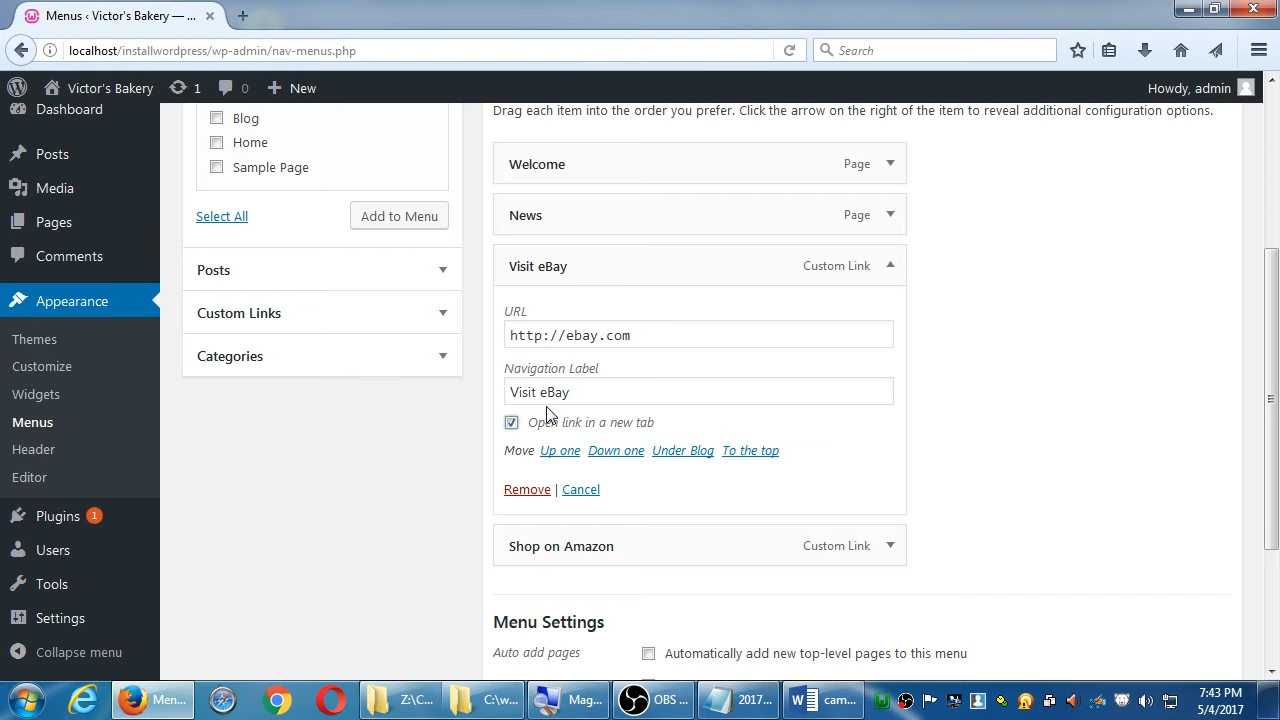 Menus ‹ Victor's Bakery — ...
localhost/installwordpress/wp-admin/nav-menus.php
Search
Victor's Bakery
1
0
New
Howdy, admin
Dashboard
Posts
Media
Pages
Comments
Appearance
Themes
Customize
Widgets
Menus
Header
Editor
Plugins 1
Users
Tools
Settings
Collapse menu
Blog
Home
Sample Page
Select All
Add to Menu
Posts
Custom Links
Categories
Drag each item into the order you prefer. Click the arrow on the right of the item to reveal additional configuration options.
Welcome Page
News Page
Visit eBay Custom Link
URL
http://ebay.com
Navigation Label
Visit eBay
Open link in a new tab
Move Up one Down one Under Blog To the top
Remove | Cancel
Shop on Amazon Custom Link
Menu Settings
Auto add pages
Automatically add new top-level pages to this menu
Men...
Z:\C...
C:\w...
Mag...
OBS ...
2017...
cam...
7:43 PM
5/4/2017